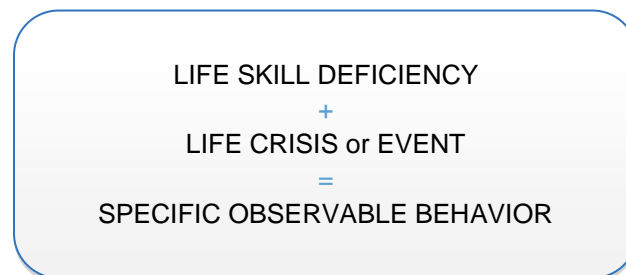 LIFE SKILL DEFICIENCY
+
LIFE CRISIS or EVENT
=
SPECIFIC OBSERVABLE BEHAVIOR